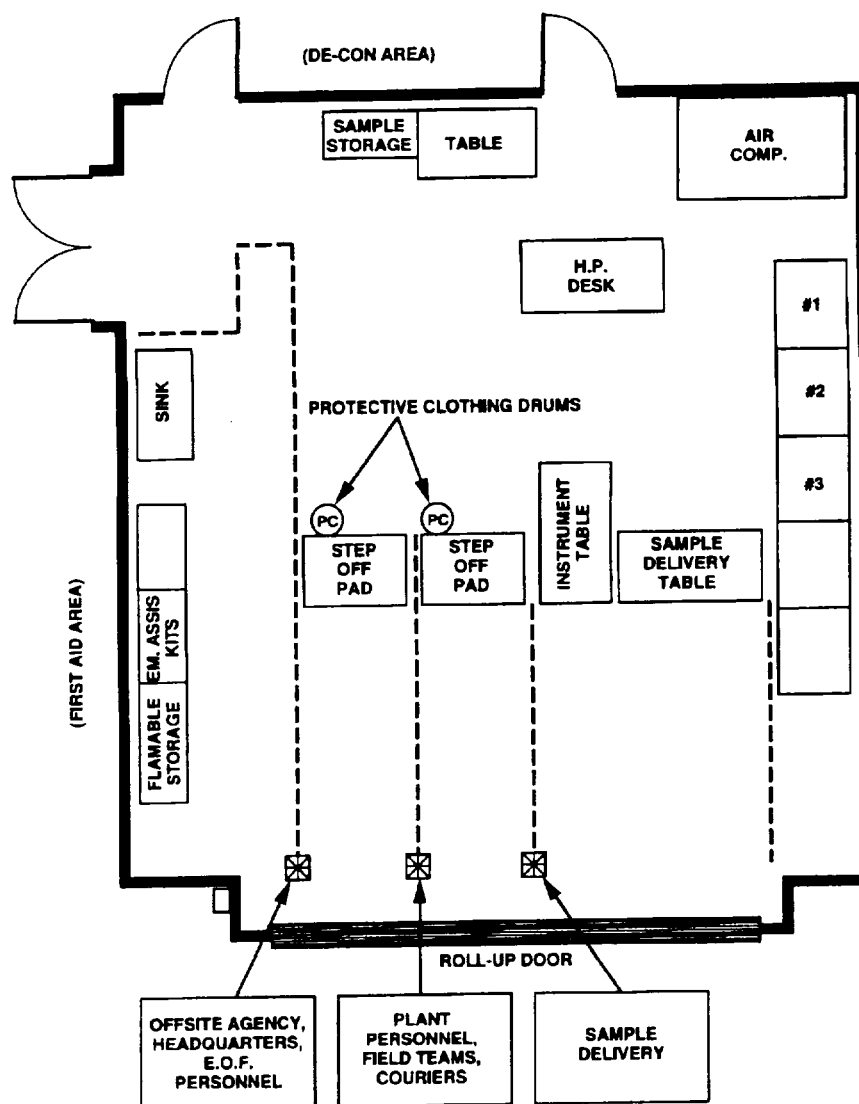 (DE-CON AREA)
SAMPLE
STORAGE
TABLE
AIR
COMP.
H.P.
DESK
#1
#2
#3
SINK
PROTECTIVE CLOTHING DRUMS
PC
PC
STEP
OFF
PAD
STEP
OFF
PAD
INSTRUMENT
TABLE
SAMPLE
DELIVERY
TABLE
(FIRST AID AREA)
EM. ASSIS
KITS
FLAMABLE
STORAGE
ROLL-UP DOOR
OFFSITE AGENCY,
HEADQUARTERS,
E.O.F.
PERSONNEL
PLANT
PERSONNEL,
FIELD TEAMS,
COURIERS
SAMPLE
DELIVERY